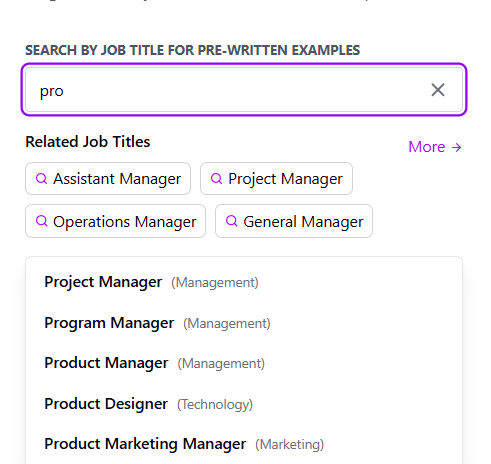 SEARCH BY JOB TITLE FOR PRE-WRITTEN EXAMPLES
pro
Related Job Titles
More →
Assistant Manager
Project Manager
Operations Manager
General Manager
Project Manager (Management)
Program Manager (Management)
Product Manager (Management)
Product Designer (Technology)
Product Marketing Manager (Marketing)